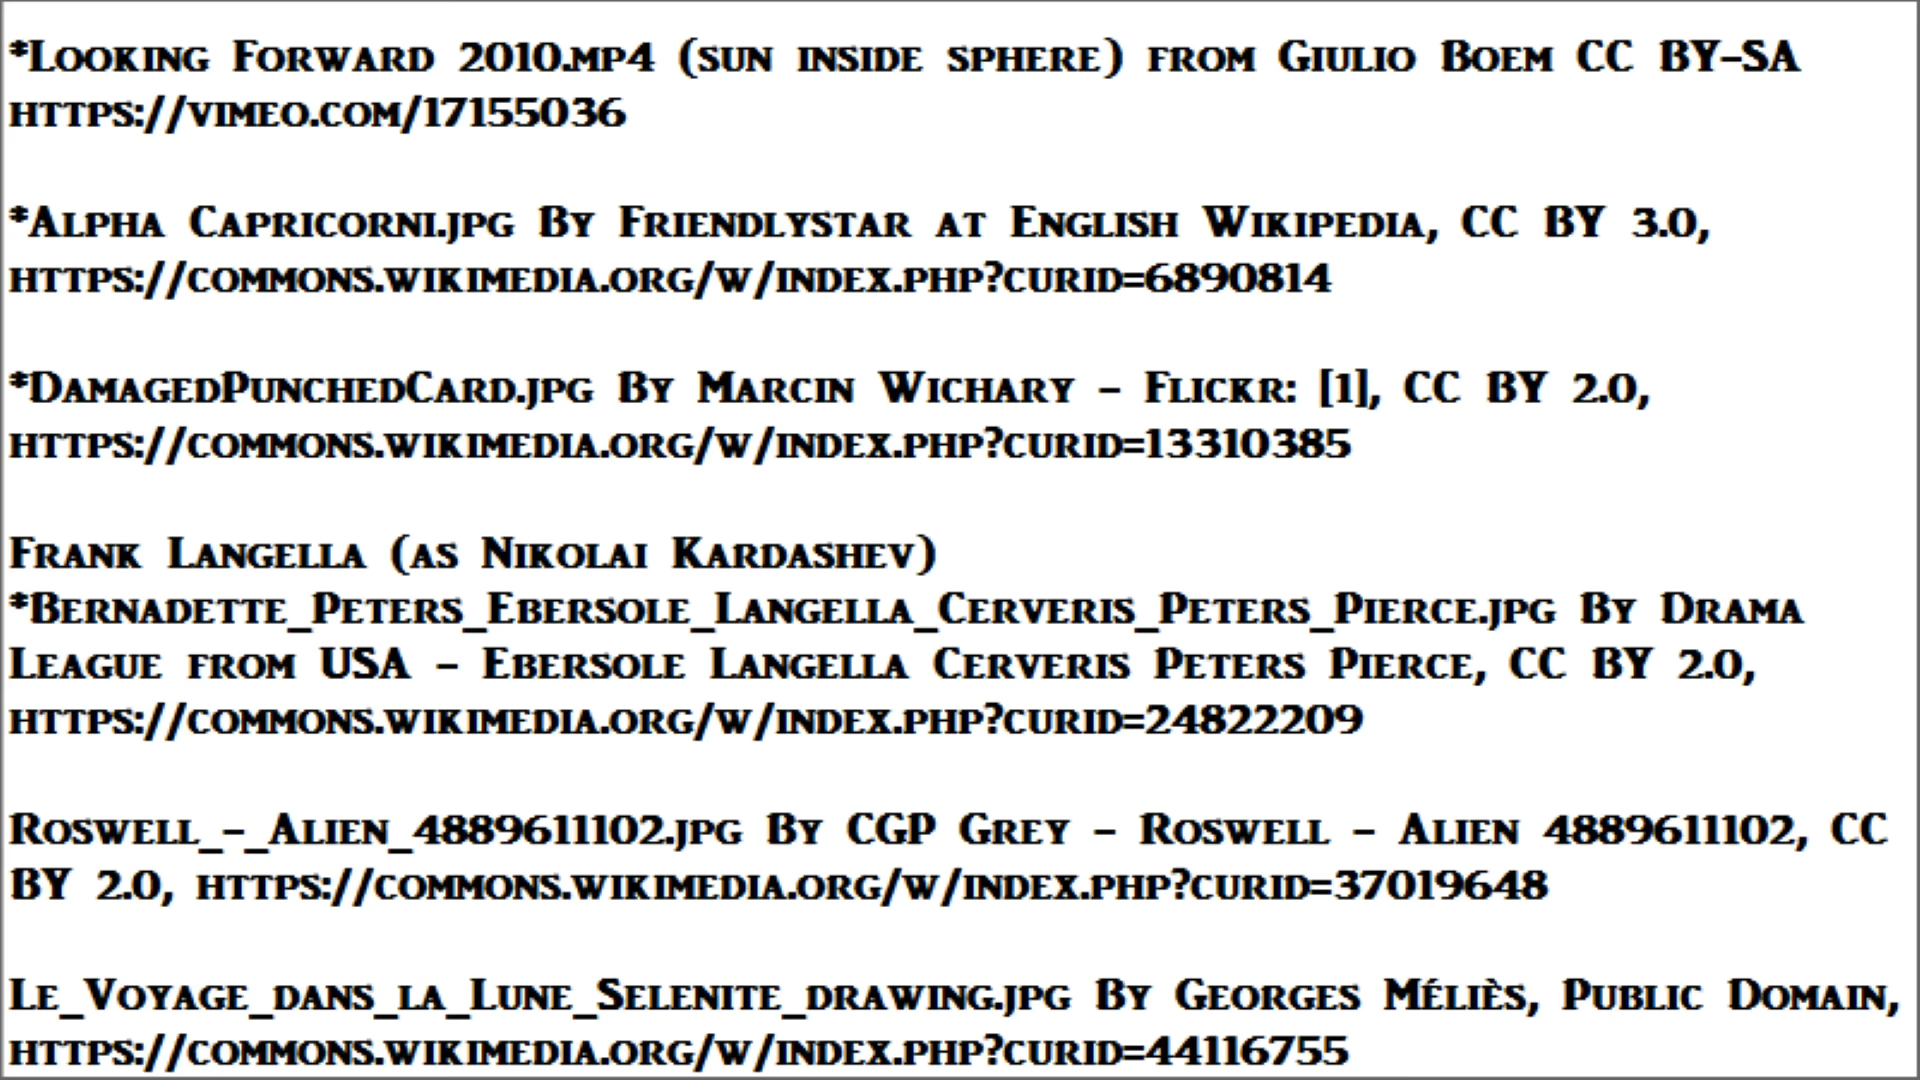 *Looking Forward 2010.mp4 (sun inside sphere) from Giulio Boem CC BY-SA
https://vimeo.com/17155036
*Alpha Capricorni.jpg By Friendlystar at English Wikipedia, CC BY 3.0,
https://commons.wikimedia.org/w/index.php?curid=6890814
*DamagedPunchedCard.jpg By Marcin Wichary - Flickr: [1], CC BY 2.0,
https://commons.wikimedia.org/w/index.php?curid=13310385
Frank Langella (as Nikolai Kardashev)
*Bernadette_Peters_Ebersole_Langella_Cerveris_Peters_Pierce.jpg By Drama
League from USA - Ebersole Langella Cerveris Peters Pierce, CC BY 2.0,
https://commons.wikimedia.org/w/index.php?curid=24822209
Roswell_-_Alien_4889611102.jpg By CGP Grey - Roswell - Alien 4889611102, CC
BY 2.0, https://commons.wikimedia.org/w/index.php?curid=37019648
Le_Voyage_dans_la_Lune_Selenite_drawing.jpg By Georges Méliès, Public Domain,
https://commons.wikimedia.org/w/index.php?curid=44116755